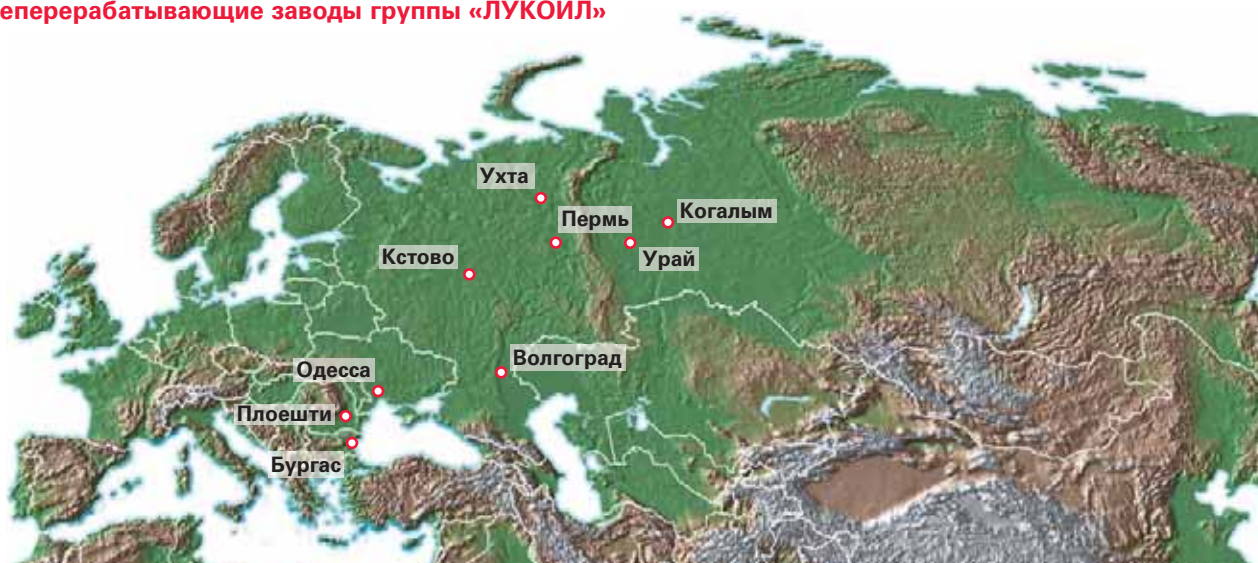 еперерабатывающие заводы группы «ЛУКОЙЛ»
Ухта
Пермь
Когалым
Кстово
Урай
Волгоград
Одесса
Плоешти
Бургас